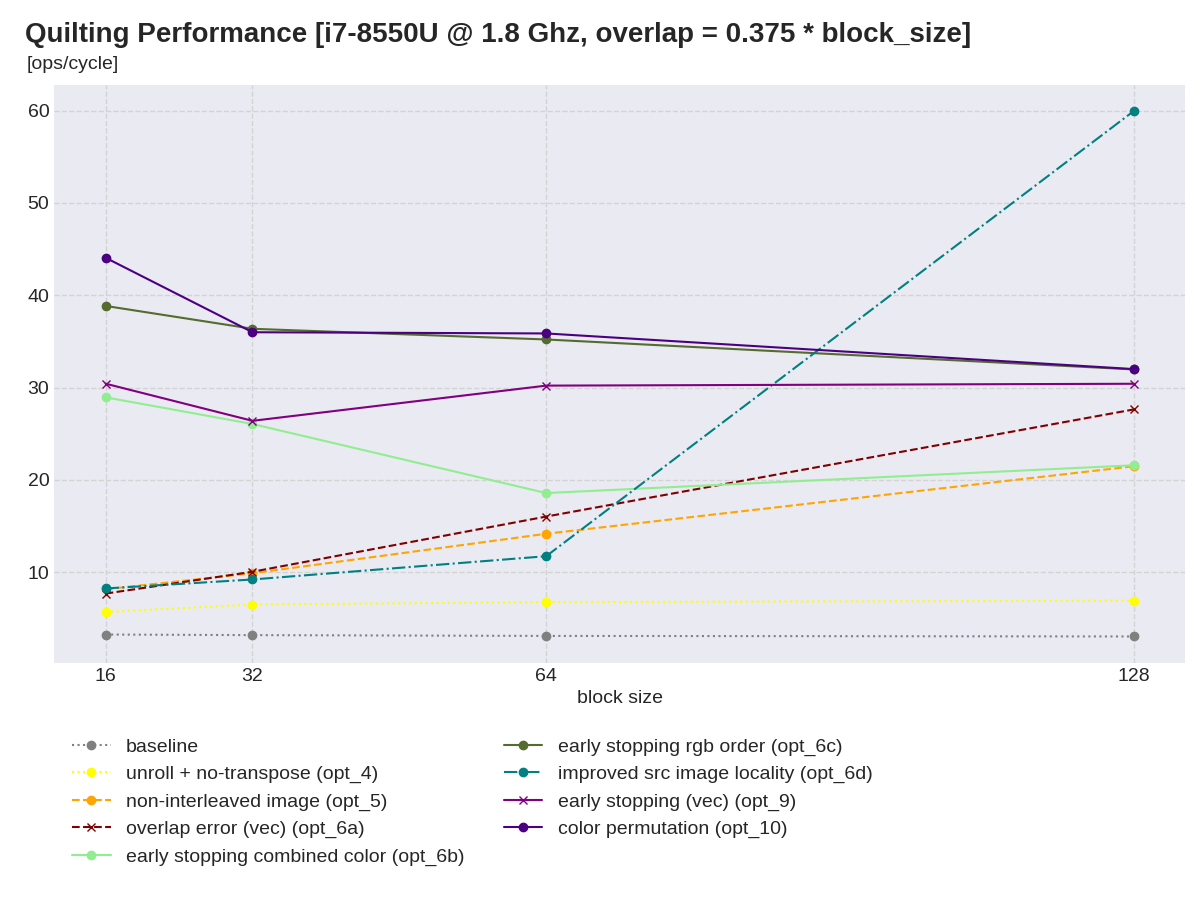 Quilting Performance [i7-8550U @ 1.8 Ghz, overlap = 0.375 * block_size]
[ops/cycle]
60
50
40
30
20
10
16 32 64 128
block size
baseline
unroll + no-transpose (opt_4)
non-interleaved image (opt_5)
overlap error (vec) (opt_6a)
early stopping combined color (opt_6b)
early stopping rgb order (opt_6c)
improved src image locality (opt_6d)
early stopping (vec) (opt_9)
color permutation (opt_10)